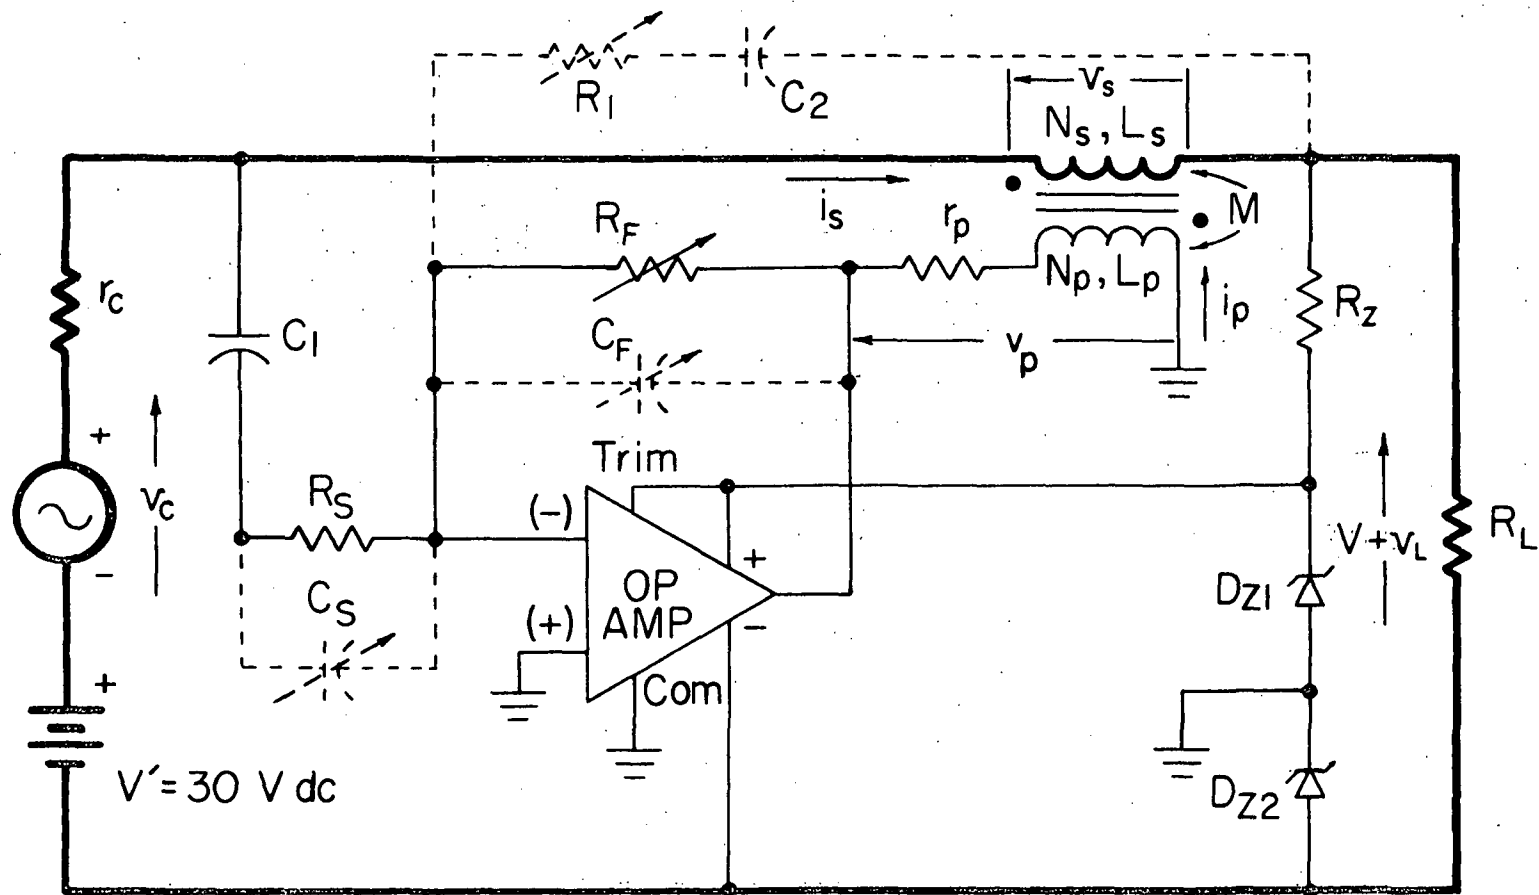 R1
C2
vs
Ns, Ls
is
M
RF
rp
Np, Lp
rc
C1
ip
RZ
CF
vp
+
vc
−
Trim
RS
(−)
+
OP
AMP
CS
(+)
−
Com
V + vL
RL
DZ1
+
V′ = 30 V dc
DZ2